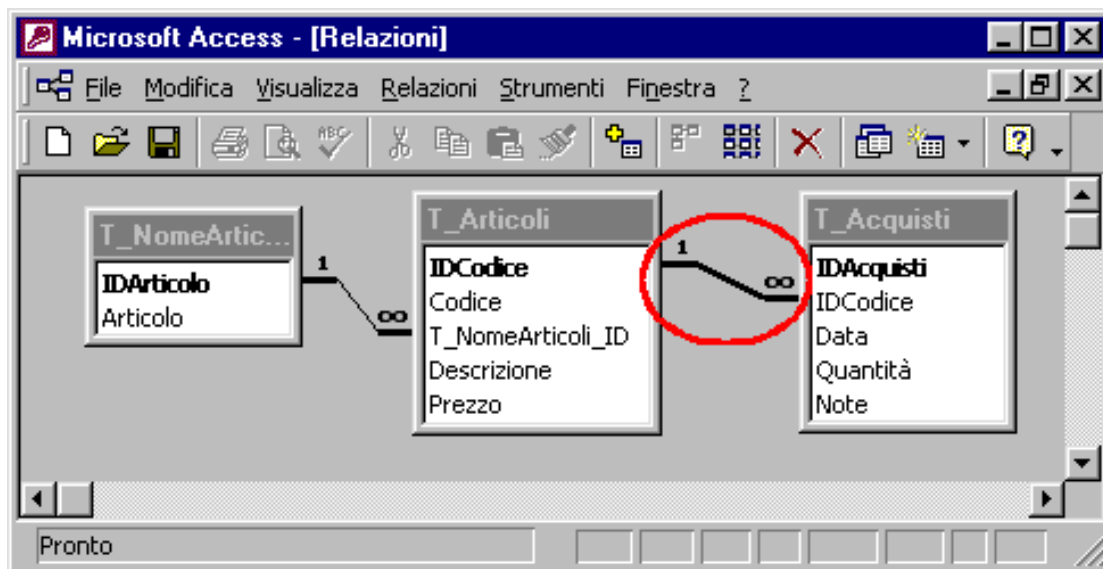 Microsoft Access - [Relazioni]
File Modifica Visualizza Relazioni Strumenti Finestra ?
T_NomeArtic...
IDArticolo
Articolo
1
∞
T_Articoli
IDCodice
Codice
T_NomeArticoli_ID
Descrizione
Prezzo
1
∞
T_Acquisti
IDAcquisti
IDCodice
Data
Quantità
Note
Pronto